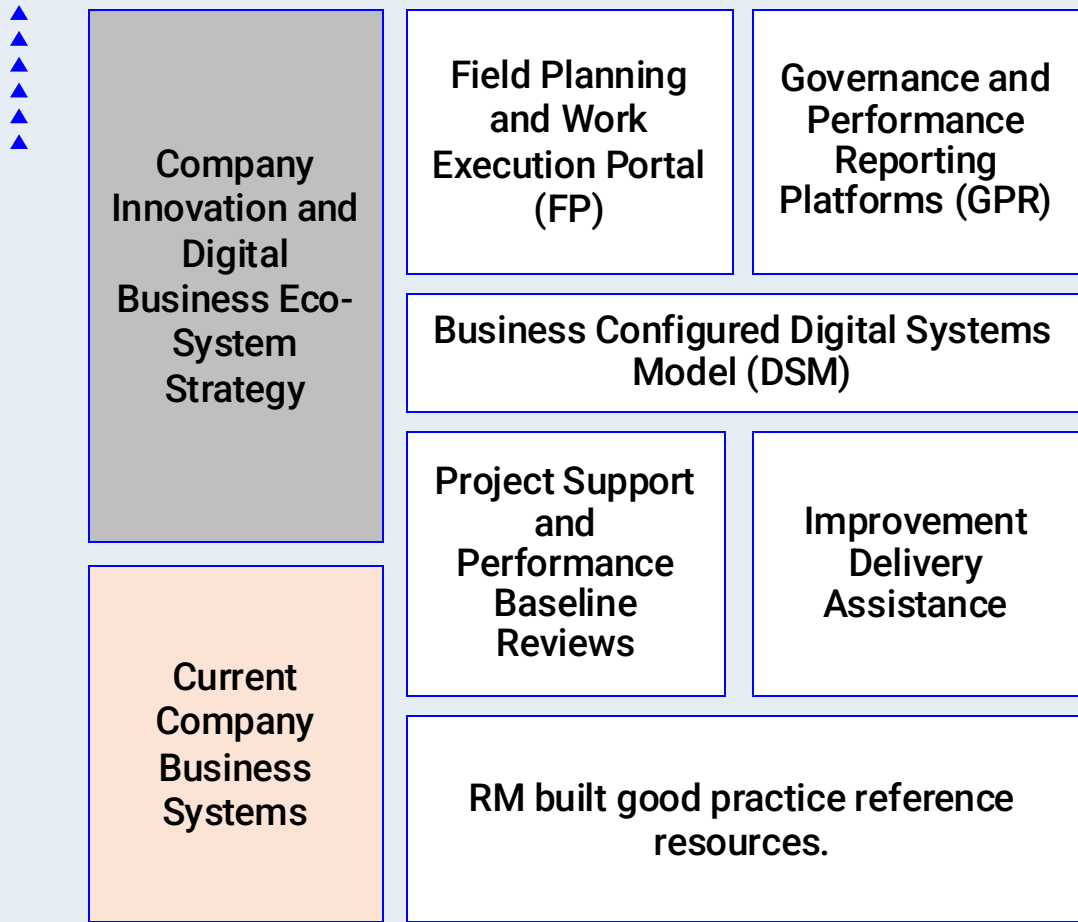 Company
Innovation and
Digital
Business Eco-
System
Strategy
Field Planning
and Work
Execution Portal
(FP)
Governance and
Performance
Reporting
Platforms (GPR)
Business Configured Digital Systems
Model (DSM)
Project Support
and
Performance
Baseline
Reviews
Improvement
Delivery
Assistance
Current
Company
Business
Systems
RM built good practice reference
resources.